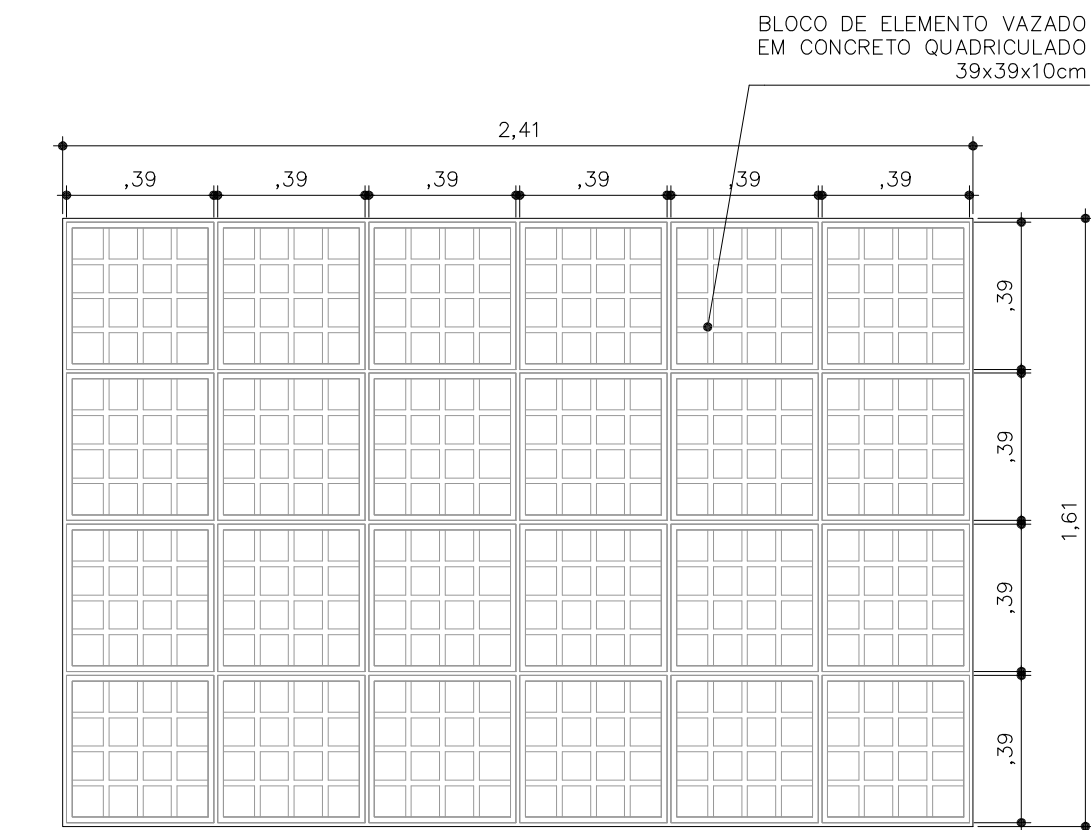 BLOCO DE ELEMENTO VAZADO
EM CONCRETO QUADRICULADO
39x39x10cm
2,41
,39 ,39 ,39 ,39 ,39 ,39
,39
,39
,39
,39
1,61